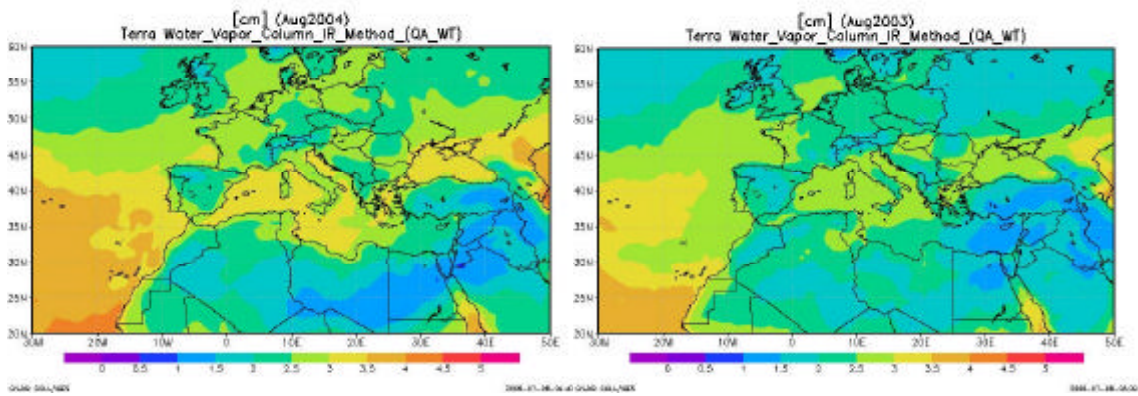 [cm] (Aug2004)
Terra Water_Vapor_Column_IR_Method_(QA_WT)
60N
55N
50N
45N
40N
35N
30N
25N
20N
30W 20W 10W 0 10E 20E 30E 40E 50E
0 0.5 1 1.5 2 2.5 3 3.5 4 4.5 5
[cm] (Aug2003)
Terra Water_Vapor_Column_IR_Method_(QA_WT)
60N
55N
50N
45N
40N
35N
30N
25N
20N
30W 20W 10W 0 10E 20E 30E 40E 50E
0 0.5 1 1.5 2 2.5 3 3.5 4 4.5 5